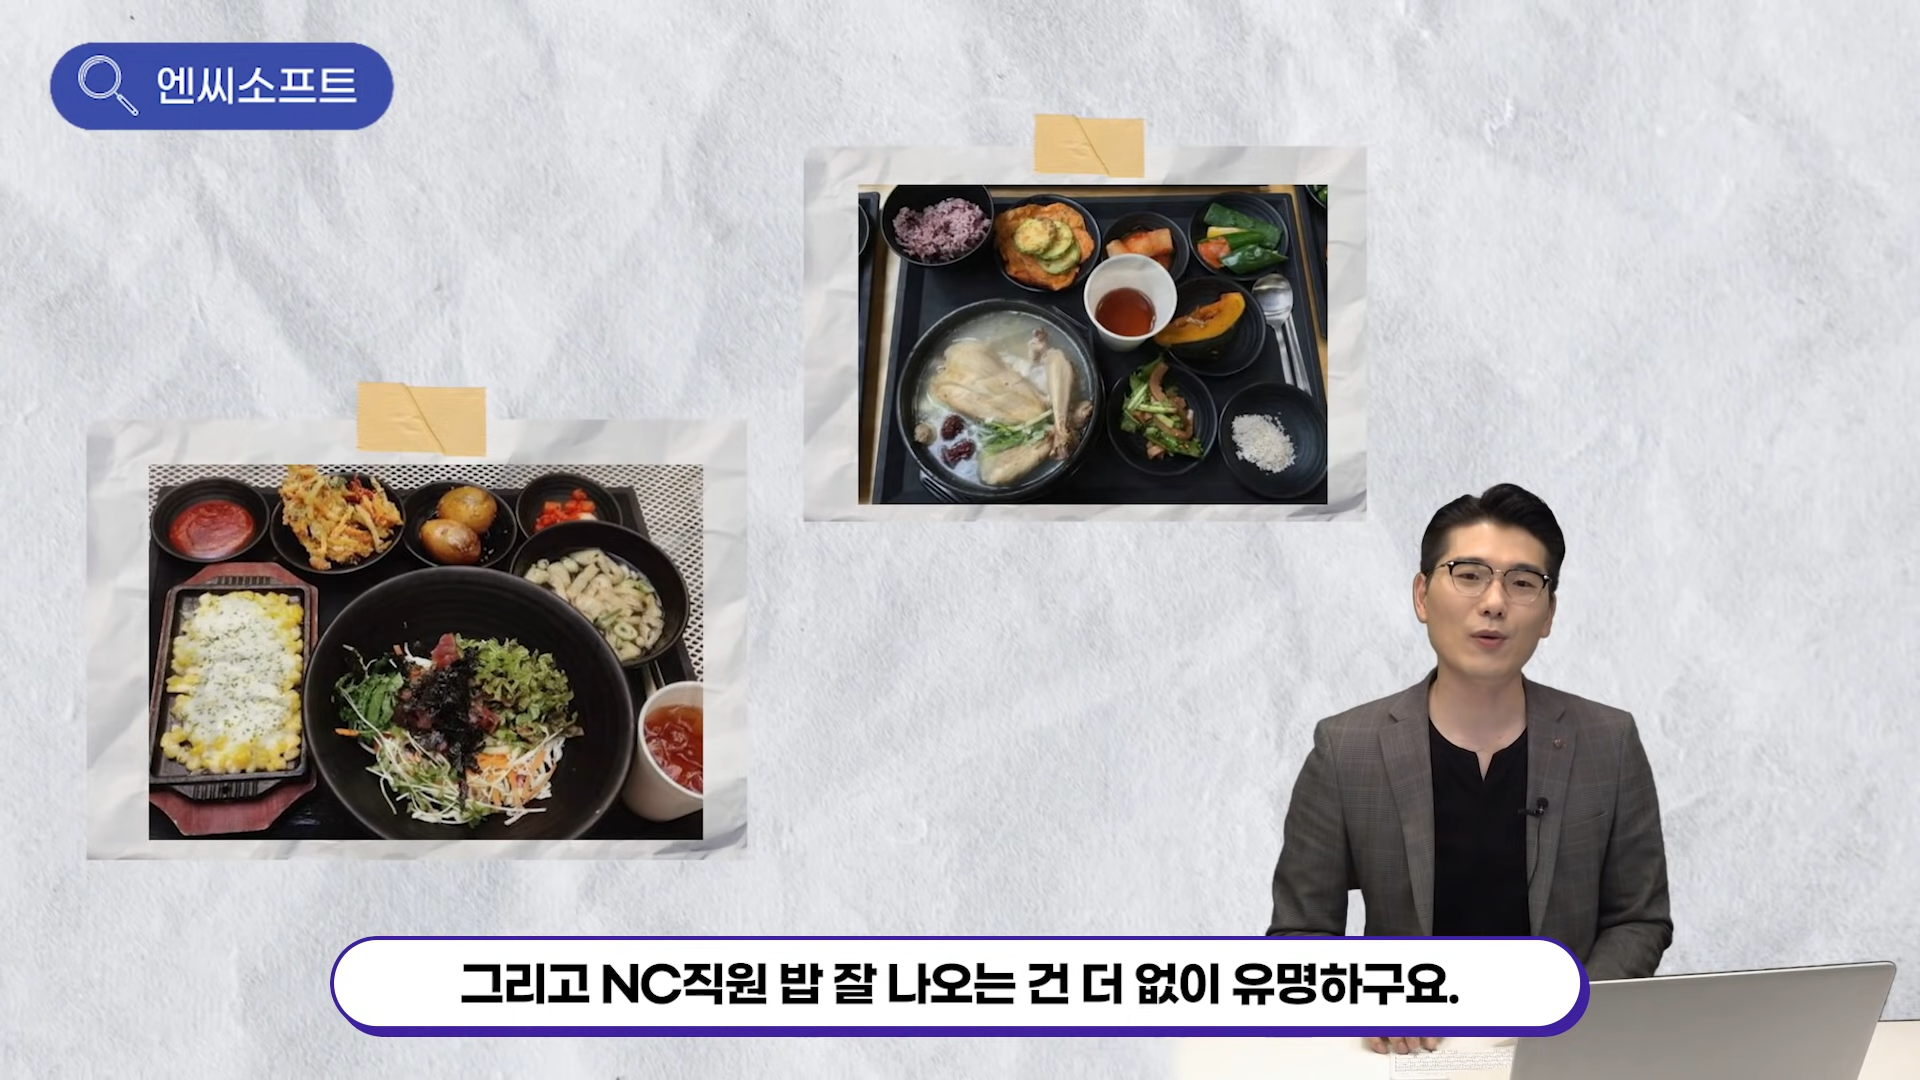 엔씨소프트
그리고 NC직원 밥 잘 나오는 건 더 없이 유명하구요.